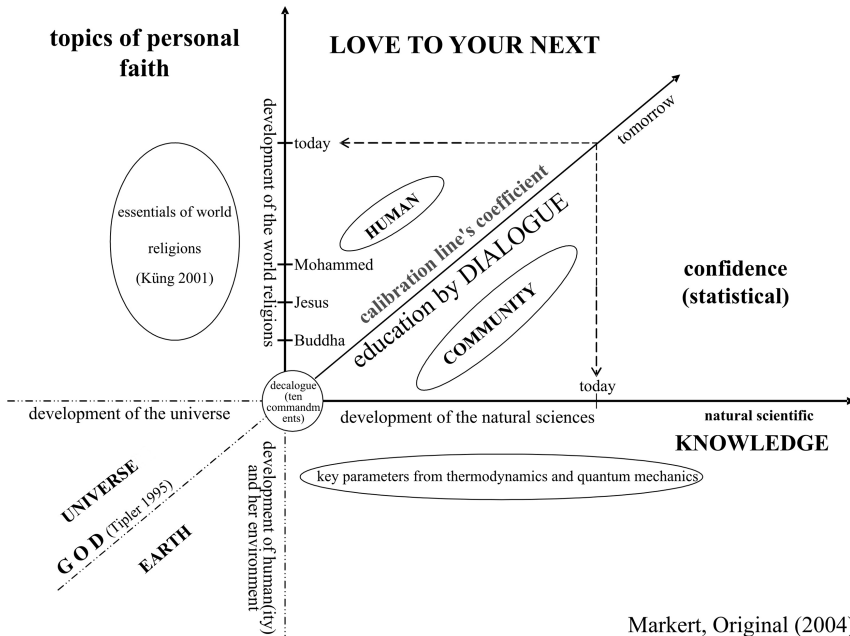 topics of personal
faith
LOVE TO YOUR NEXT
development of the world religions
today
Mohammed
Jesus
Buddha
essentials of world
religions
(Küng 2001)
HUMAN
calibration line's coefficient
education by DIALOGUE
COMMUNITY
tomorrow
confidence
(statistical)
today
decalogue
(ten
commandm
ents)
development of the universe
development of the natural sciences
natural scientific
KNOWLEDGE
key parameters from thermodynamics and quantum mechanics
development of human(ity)
and her environment
UNIVERSE
G O D (Tipler 1995)
EARTH
Markert, Original (2004)